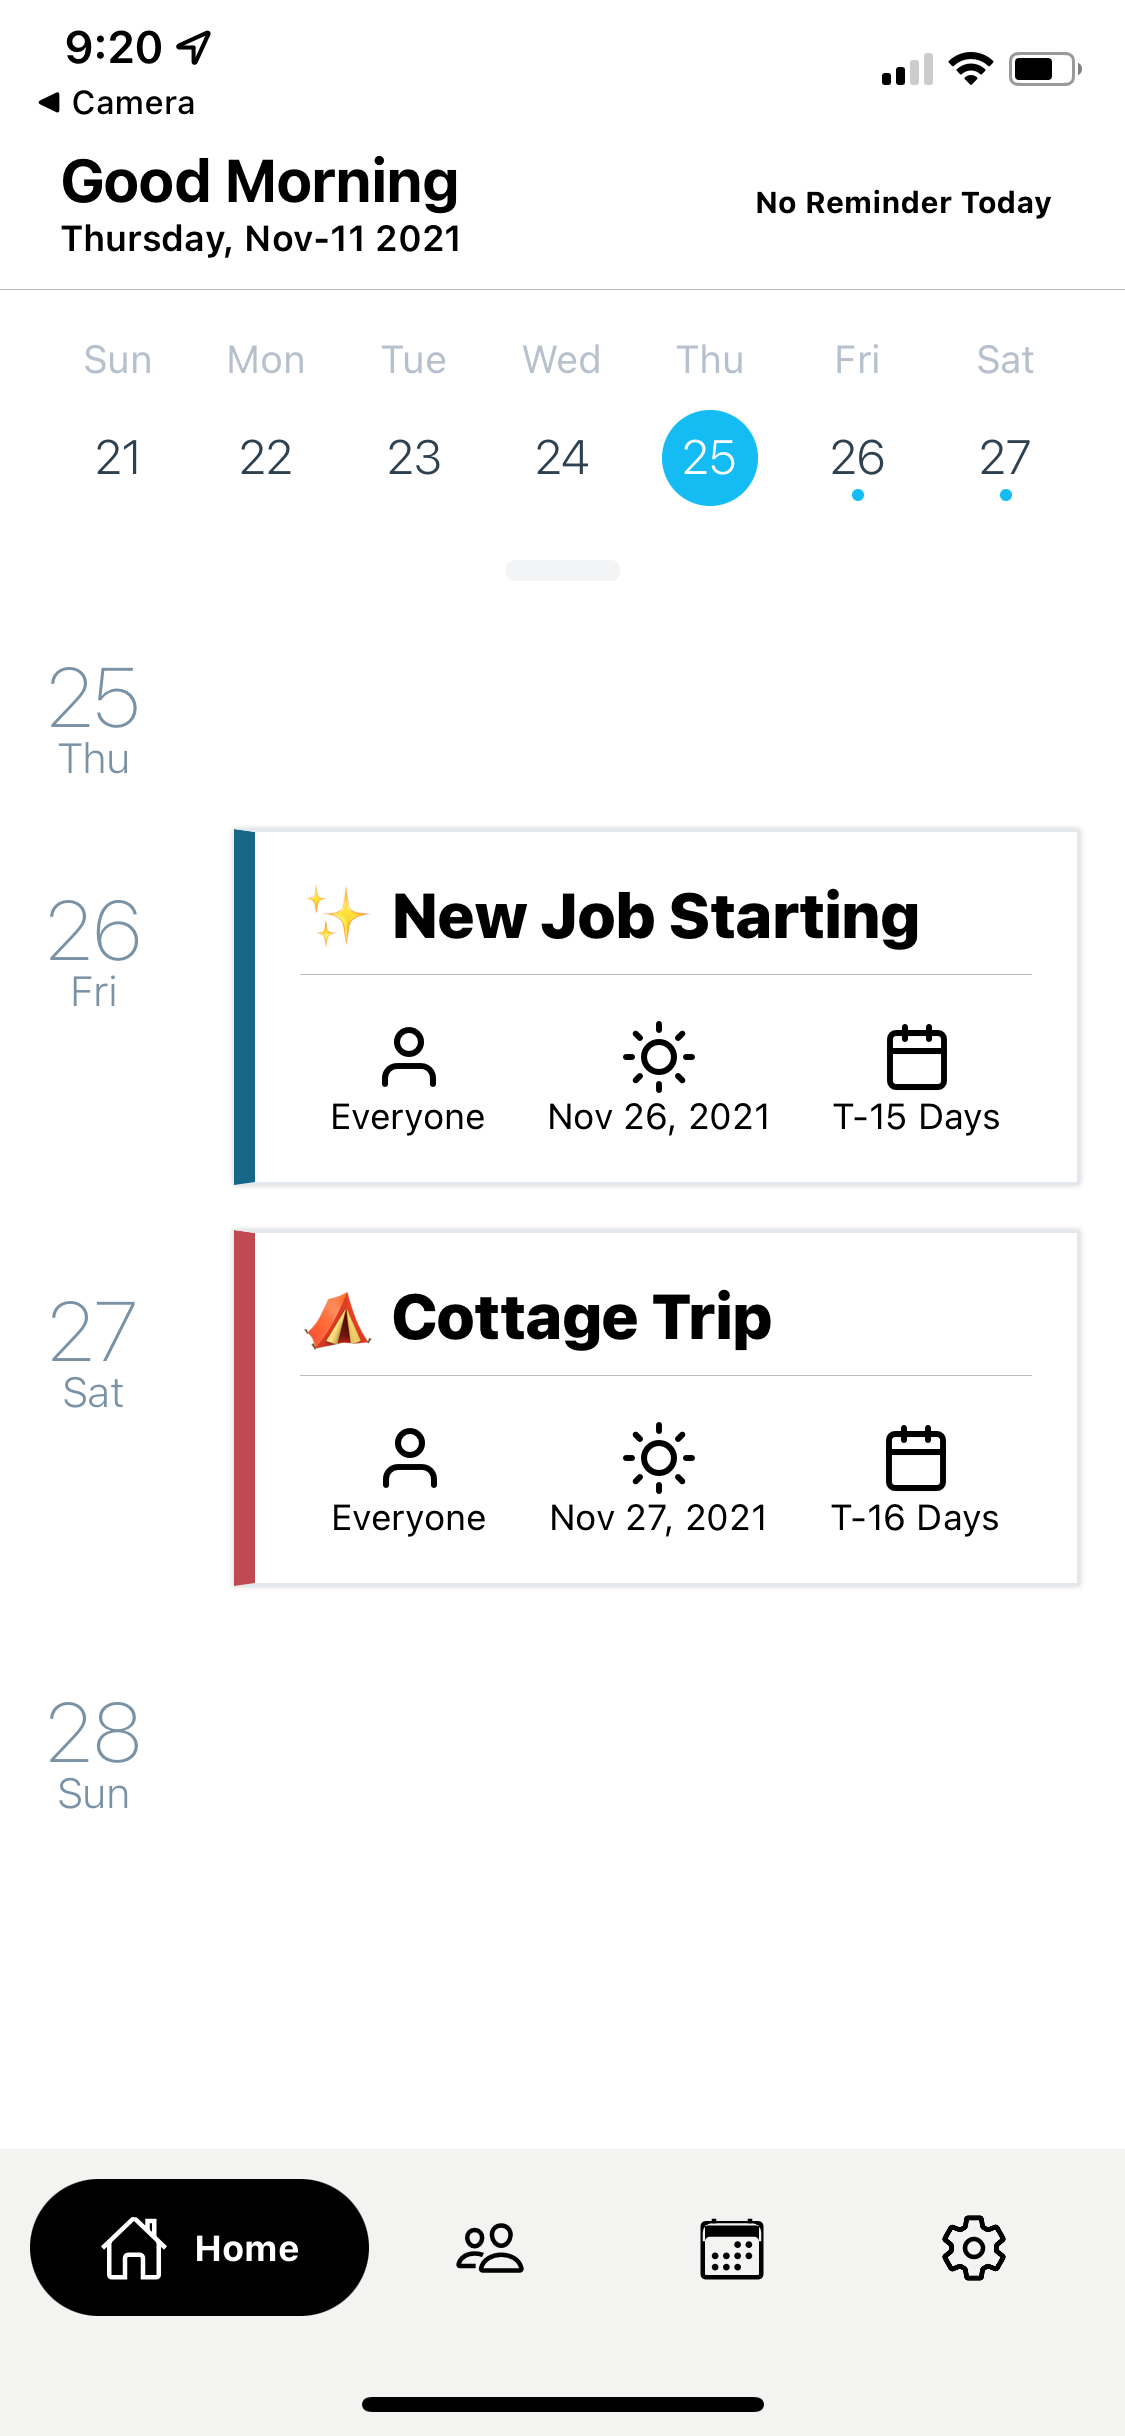 9:20
◀ Camera
Good Morning
Thursday, Nov-11 2021
No Reminder Today
Sun Mon Tue Wed Thu Fri Sat
21 22 23 24 25 26 27
25
Thu
26
Fri
✨ New Job Starting
Everyone Nov 26, 2021 T-15 Days
27
Sat
🏕 Cottage Trip
Everyone Nov 27, 2021 T-16 Days
28
Sun
Home